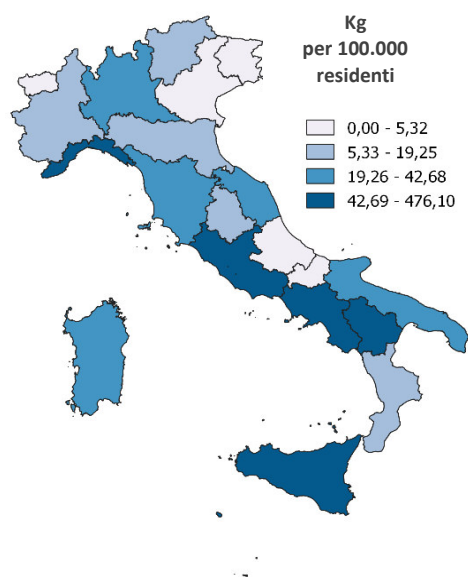 Kg
per 100.000
residenti
0,00 - 5,32
5,33 - 19,25
19,26 - 42,68
42,69 - 476,10